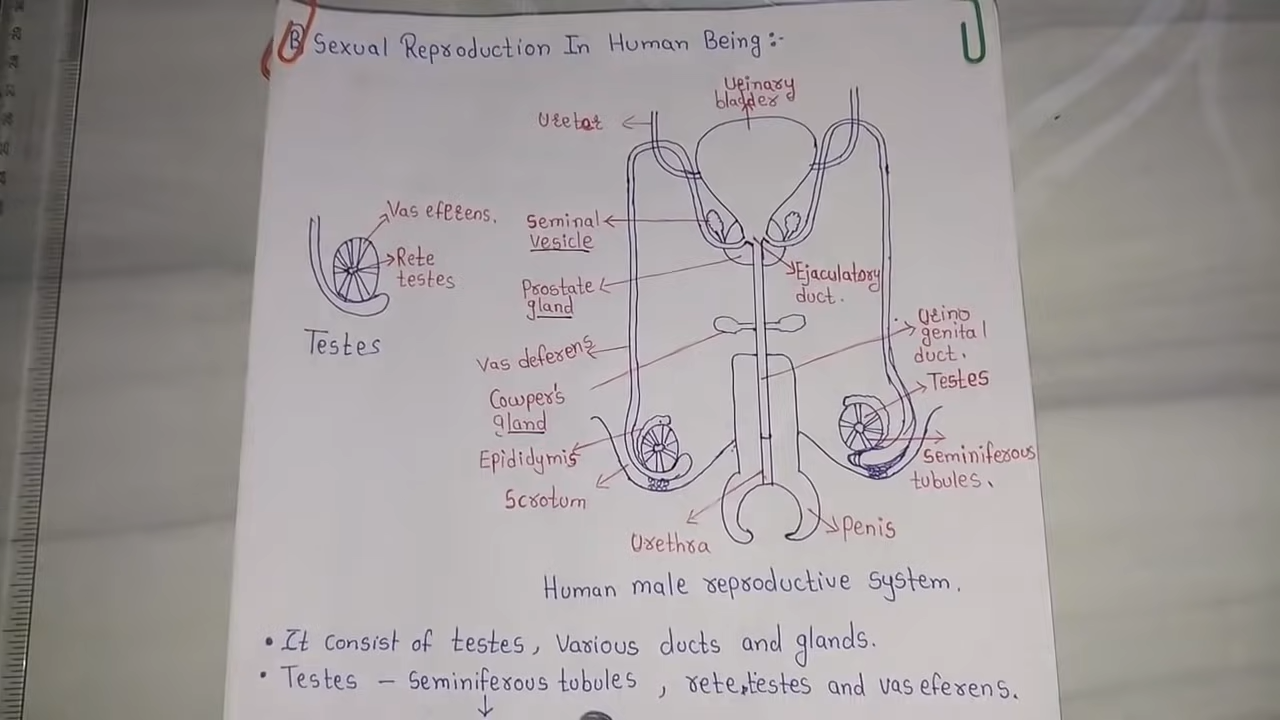 B Sexual Reproduction In Human Being :-
Urinary
bladder
Uretor
Vas eferens.
Rete
testes
Testes
Seminal
vesicle
Prostate
gland
Ejaculatory
duct.
Vas deferens
Urino
genital
duct.
Cowper's
gland
Testes
Epididymis
Seminiferous
tubules.
Scrotum
Urethra
Penis
Human male reproductive system.
• It consist of testes, Various ducts and glands.
• Testes – Seminiferous tubules , rete,testes and vas eferens.